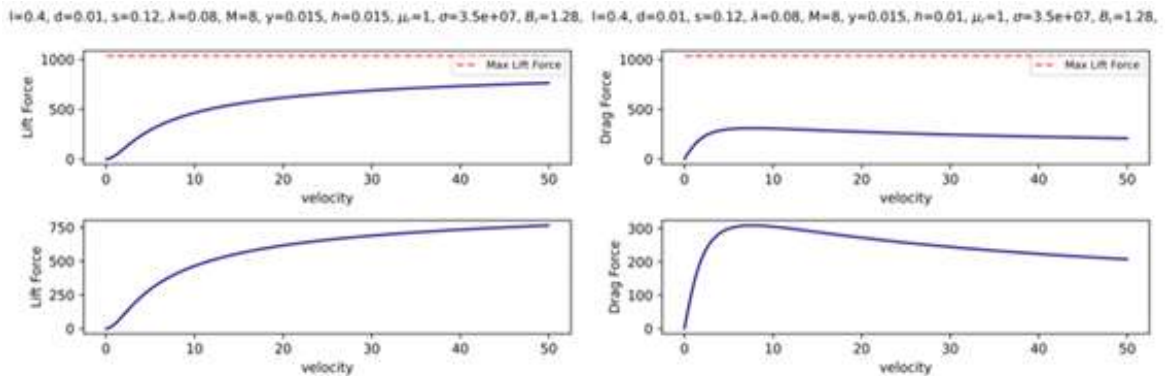 l=0.4, d=0.01, s=0.12, λ=0.08, M=8, y=0.015, h=0.015, μᵣ=1, σ=3.5e+07, Bᵣ=1.28,
1000
500
0
Lift Force
Max Lift Force
0 10 20 30 40 50
velocity
750
500
250
0
Lift Force
0 10 20 30 40 50
velocity
l=0.4, d=0.01, s=0.12, λ=0.08, M=8, y=0.015, h=0.01, μᵣ=1, σ=3.5e+07, Bᵣ=1.28,
1000
500
0
Drag Force
Max Lift Force
0 10 20 30 40 50
velocity
300
200
100
0
Drag Force
0 10 20 30 40 50
velocity